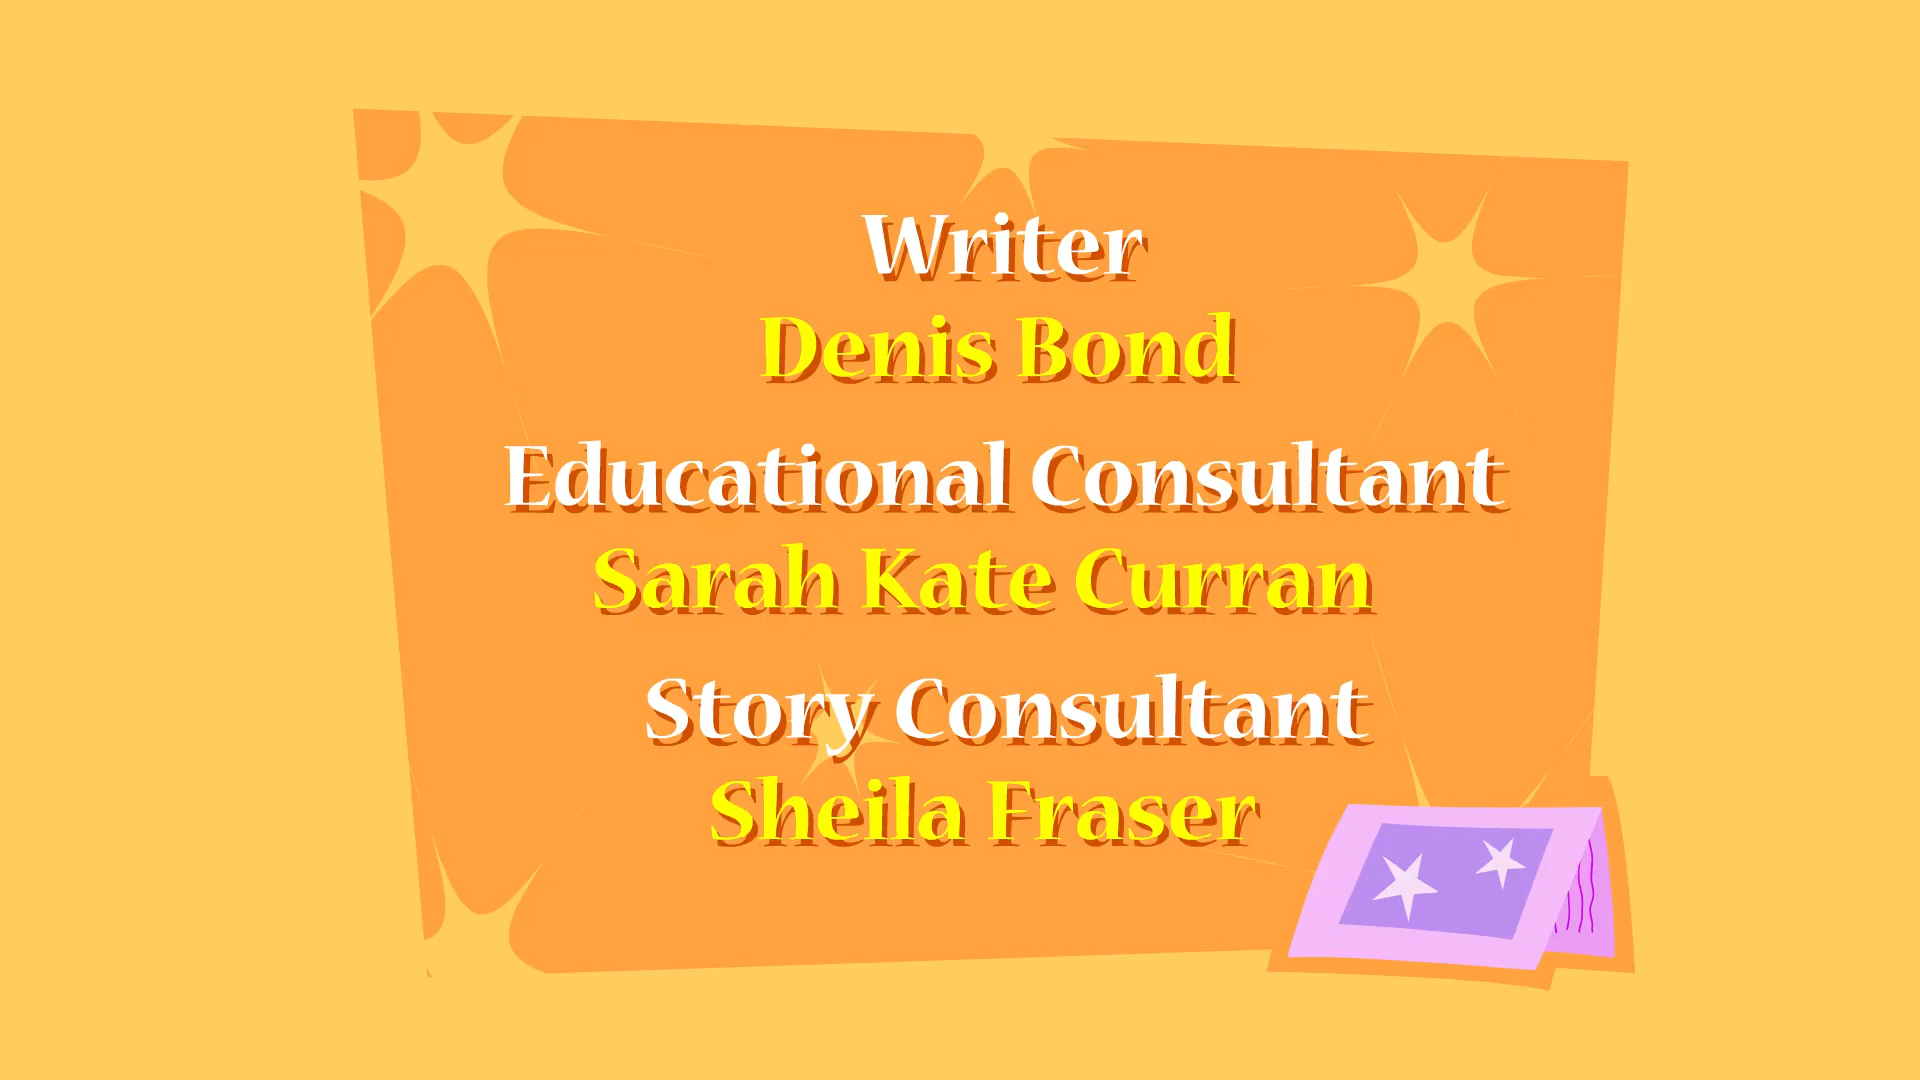 Writer
Denis Bond
Educational Consultant
Sarah Kate Curran
Story Consultant
Sheila Fraser